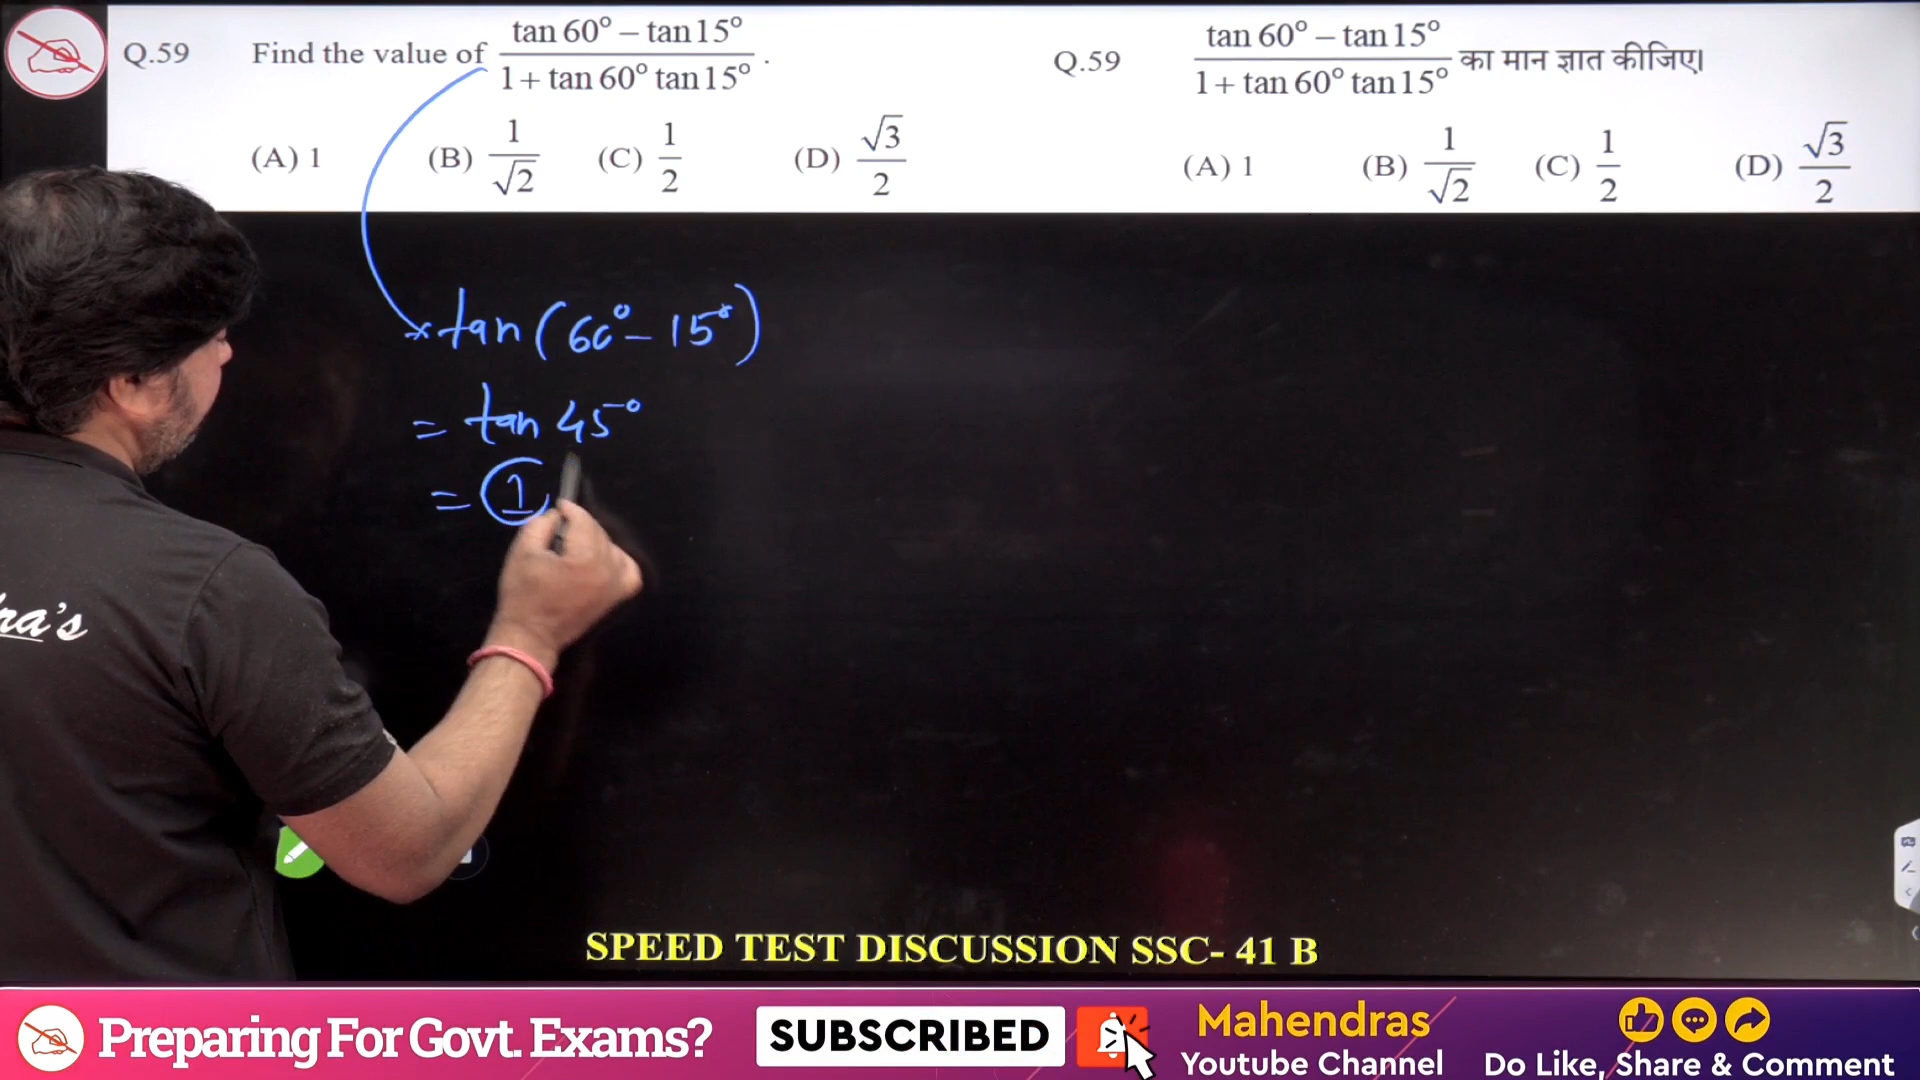 Q.59 Find the value of (tan 60° – tan 15°) / (1 + tan 60° tan 15°) .
(A) 1 (B) 1/√2 (C) 1/2 (D) √3/2
Q.59 (tan 60° – tan 15°) / (1 + tan 60° tan 15°) का मान ज्ञात कीजिए।
(A) 1 (B) 1/√2 (C) 1/2 (D) √3/2
tan (60° – 15°)
= tan 45°
= 1
ra's
SPEED TEST DISCUSSION SSC- 41 B
Preparing For Govt. Exams?
SUBSCRIBED
Mahendras
Youtube Channel
Do Like, Share & Comment